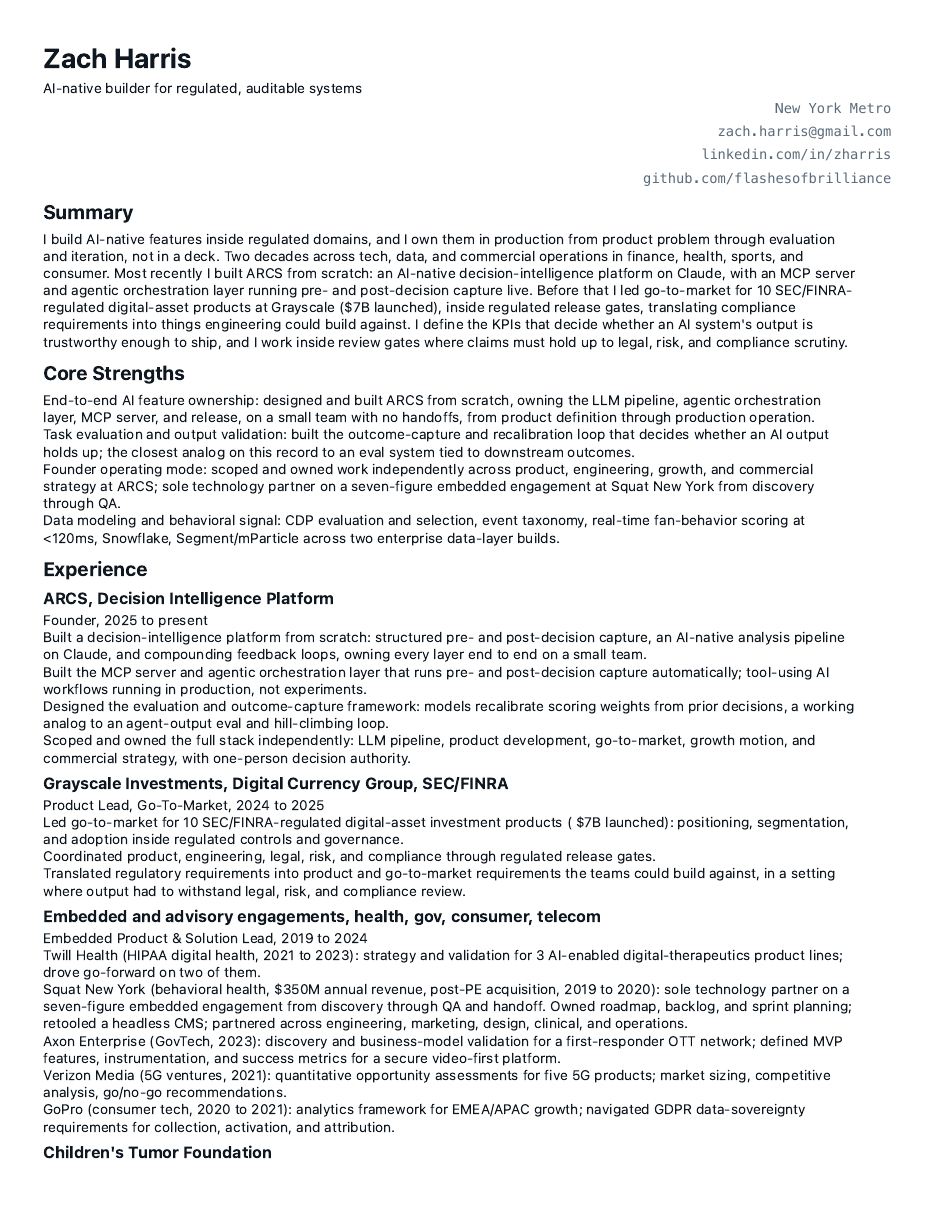 Zach Harris
AI-native builder for regulated, auditable systems
New York Metro
zach.harris@gmail.com
linkedin.com/in/zharris
github.com/flashesofbrilliance
Summary
I build AI-native features inside regulated domains, and I own them in production from product problem through evaluation
and iteration, not in a deck. Two decades across tech, data, and commercial operations in finance, health, sports, and
consumer. Most recently I built ARCS from scratch: an AI-native decision-intelligence platform on Claude, with an MCP server
and agentic orchestration layer running pre- and post-decision capture live. Before that I led go-to-market for 10 SEC/FINRA-
regulated digital-asset products at Grayscale ($7B launched), inside regulated release gates, translating compliance
requirements into things engineering could build against. I define the KPIs that decide whether an AI system's output is
trustworthy enough to ship, and I work inside review gates where claims must hold up to legal, risk, and compliance scrutiny.
Core Strengths
End-to-end AI feature ownership: designed and built ARCS from scratch, owning the LLM pipeline, agentic orchestration
layer, MCP server, and release, on a small team with no handoffs, from product definition through production operation.
Task evaluation and output validation: built the outcome-capture and recalibration loop that decides whether an AI output
holds up; the closest analog on this record to an eval system tied to downstream outcomes.
Founder operating mode: scoped and owned work independently across product, engineering, growth, and commercial
strategy at ARCS; sole technology partner on a seven-figure embedded engagement at Squat New York from discovery
through QA.
Data modeling and behavioral signal: CDP evaluation and selection, event taxonomy, real-time fan-behavior scoring at
<120ms, Snowflake, Segment/mParticle across two enterprise data-layer builds.
Experience
ARCS, Decision Intelligence Platform
Founder, 2025 to present
Built a decision-intelligence platform from scratch: structured pre- and post-decision capture, an AI-native analysis pipeline
on Claude, and compounding feedback loops, owning every layer end to end on a small team.
Built the MCP server and agentic orchestration layer that runs pre- and post-decision capture automatically; tool-using AI
workflows running in production, not experiments.
Designed the evaluation and outcome-capture framework: models recalibrate scoring weights from prior decisions, a working
analog to an agent-output eval and hill-climbing loop.
Scoped and owned the full stack independently: LLM pipeline, product development, go-to-market, growth motion, and
commercial strategy, with one-person decision authority.
Grayscale Investments, Digital Currency Group, SEC/FINRA
Product Lead, Go-To-Market, 2024 to 2025
Led go-to-market for 10 SEC/FINRA-regulated digital-asset investment products ( $7B launched): positioning, segmentation,
and adoption inside regulated controls and governance.
Coordinated product, engineering, legal, risk, and compliance through regulated release gates.
Translated regulatory requirements into product and go-to-market requirements the teams could build against, in a setting
where output had to withstand legal, risk, and compliance review.
Embedded and advisory engagements, health, gov, consumer, telecom
Embedded Product & Solution Lead, 2019 to 2024
Twill Health (HIPAA digital health, 2021 to 2023): strategy and validation for 3 AI-enabled digital-therapeutics product lines;
drove go-forward on two of them.
Squat New York (behavioral health, $350M annual revenue, post-PE acquisition, 2019 to 2020): sole technology partner on a
seven-figure embedded engagement from discovery through QA and handoff. Owned roadmap, backlog, and sprint planning;
retooled a headless CMS; partnered across engineering, marketing, design, clinical, and operations.
Axon Enterprise (GovTech, 2023): discovery and business-model validation for a first-responder OTT network; defined MVP
features, instrumentation, and success metrics for a secure video-first platform.
Verizon Media (5G ventures, 2021): quantitative opportunity assessments for five 5G products; market sizing, competitive
analysis, go/no-go recommendations.
GoPro (consumer tech, 2020 to 2021): analytics framework for EMEA/APAC growth; navigated GDPR data-sovereignty
requirements for collection, activation, and attribution.
Children's Tumor Foundation